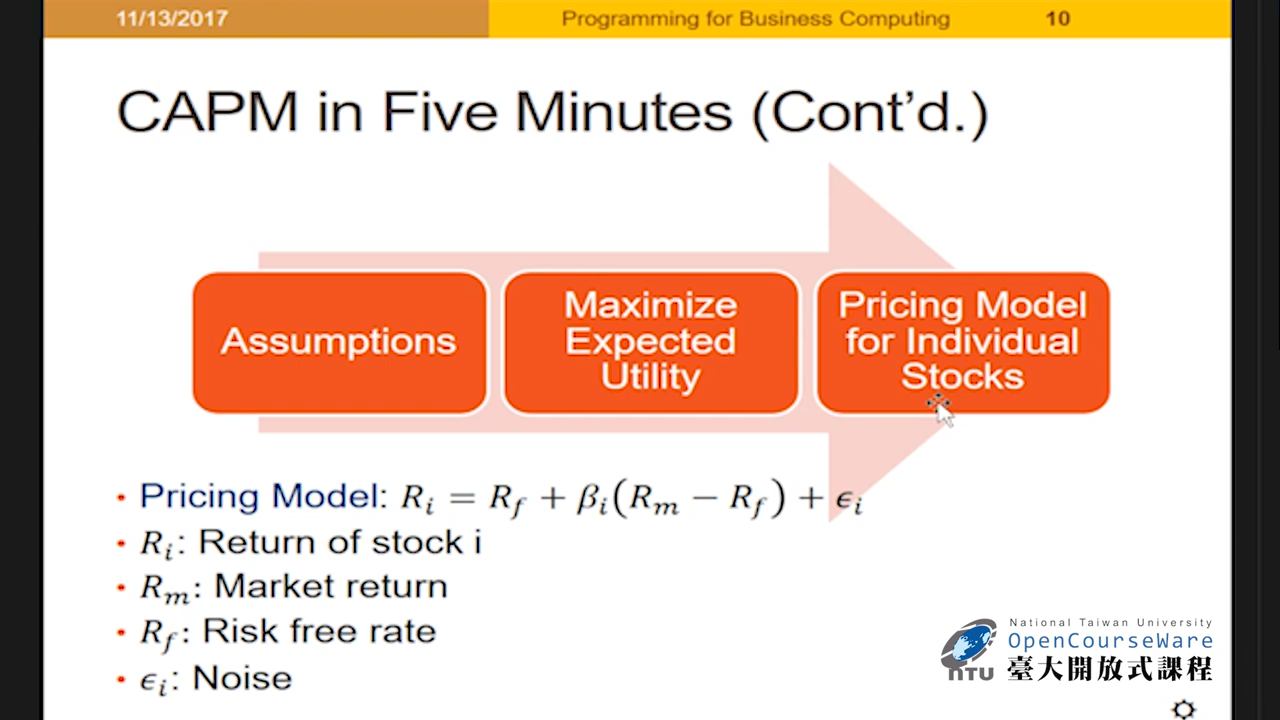 11/13/2017
Programming for Business Computing
10
CAPM in Five Minutes (Cont'd.)
Assumptions
Maximize
Expected
Utility
Pricing Model
for Individual
Stocks
• Pricing Model: Rᵢ = R_f + βᵢ(Rₘ − R_f) + ϵᵢ
• Rᵢ: Return of stock i
• Rₘ: Market return
• R_f: Risk free rate
• ϵᵢ: Noise
National Taiwan University
OpenCourseWare
臺大開放式課程
NTU